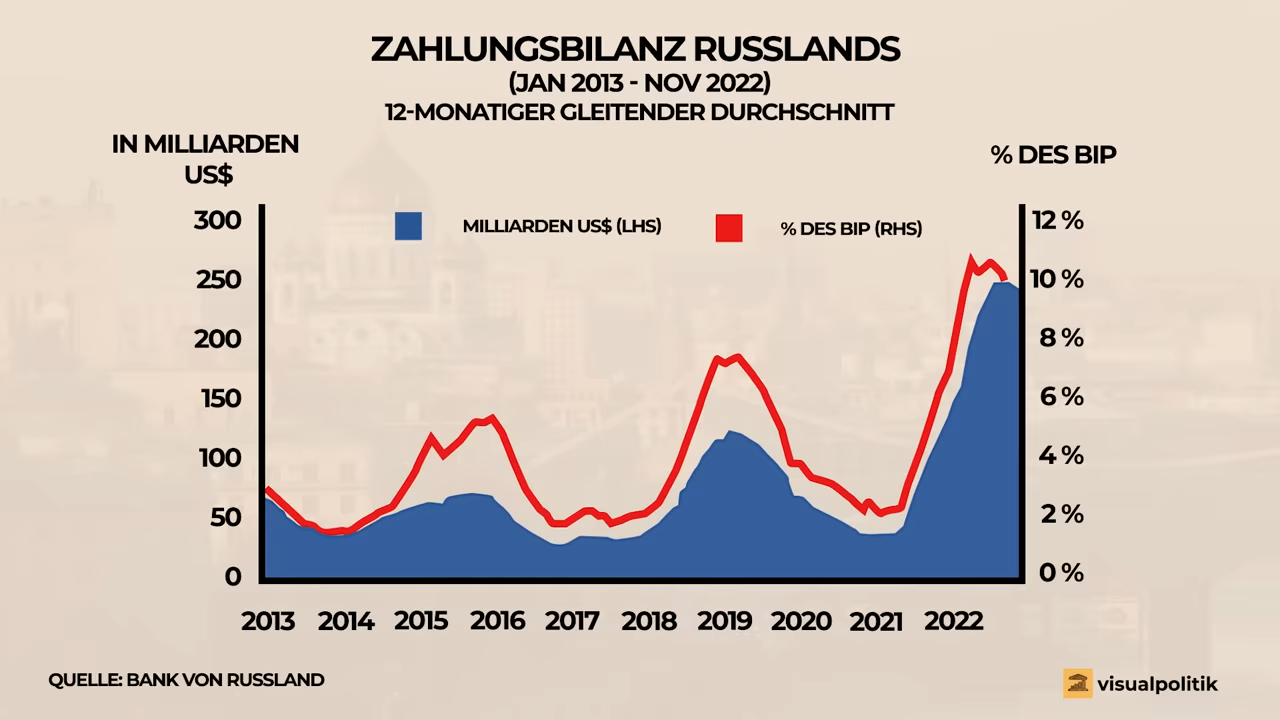 ZAHLUNGSBILANZ RUSSLANDS
(JAN 2013 - NOV 2022)
12-MONATIGER GLEITENDER DURCHSCHNITT
IN MILLIARDEN
US$
% DES BIP
MILLIARDEN US$ (LHS)
% DES BIP (RHS)
300
250
200
150
100
50
0
12 %
10 %
8 %
6 %
4 %
2 %
0 %
2013 2014 2015 2016 2017 2018 2019 2020 2021 2022
QUELLE: BANK VON RUSSLAND
visualpolitik